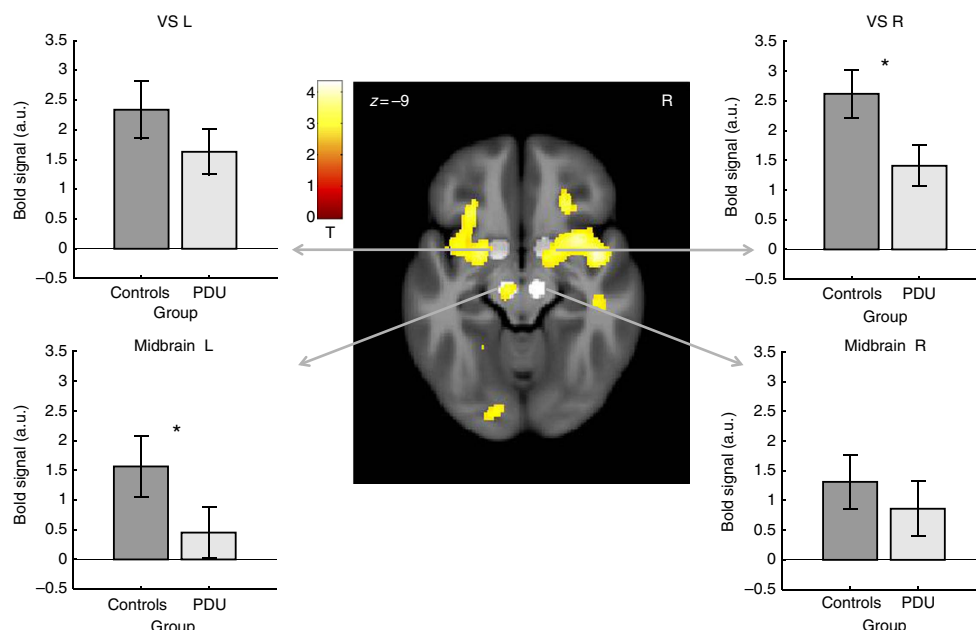 VS L
3.5
3
2.5
2
1.5
1
0.5
0
–0.5
Bold signal (a.u.)
Controls PDU
Group
4
3
2
1
0
T
z=–9
R
VS R
3.5
3
2.5
2
1.5
1
0.5
0
–0.5
Bold signal (a.u.)
*
Controls PDU
Group
Midbrain L
3.5
3
2.5
2
1.5
1
0.5
0
–0.5
Bold signal (a.u.)
*
Controls PDU
Group
Midbrain R
3.5
3
2.5
2
1.5
1
0.5
0
–0.5
Bold signal (a.u.)
Controls PDU
Group